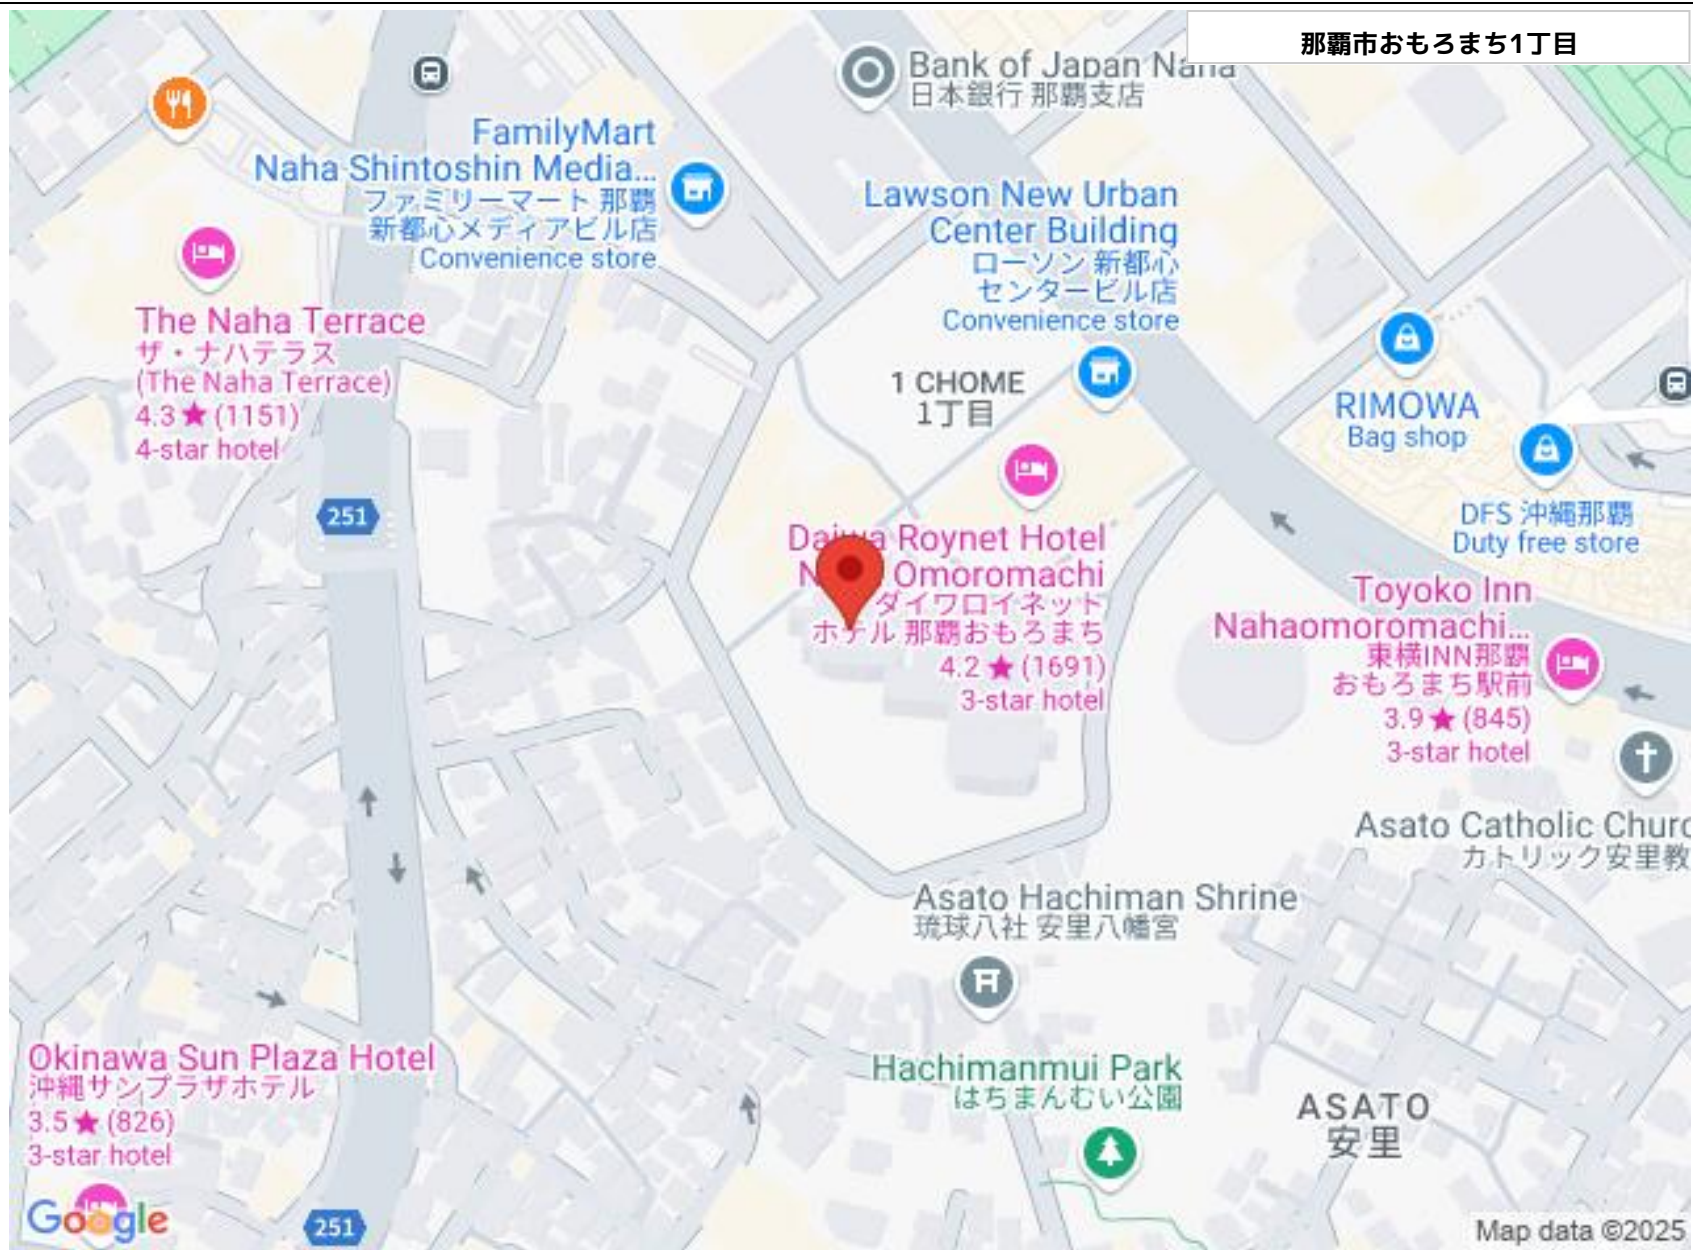 那覇市おもろまち1丁目
Bank of Japan Naha
日本銀行 那覇支店
FamilyMart
Naha Shintoshin Media...
ファミリーマート 那覇
新都心メディアビル店
Convenience store
Lawson New Urban
Center Building
ローソン 新都心
センタービル店
Convenience store
The Naha Terrace
ザ・ナハテラス
(The Naha Terrace)
4.3 ★ (1151)
4-star hotel
1 CHOME
1丁目
RIMOWA
Bag shop
251
DFS 沖縄那覇
Duty free store
Daiwa Roynet Hotel
Omoromachi
ダイワロイネット
ホテル 那覇おもろまち
4.2 ★ (1691)
3-star hotel
Toyoko Inn
Nahaomoromachi...
東横INN那覇
おもろまち駅前
3.9 ★ (845)
3-star hotel
Asato Catholic Churc
カトリック安里教
Asato Hachiman Shrine
琉球八社 安里八幡宮
Okinawa Sun Plaza Hotel
沖縄サンプラザホテル
3.5 ★ (826)
3-star hotel
Hachimanmui Park
はちまんむい公園
ASATO
安里
Google
251
Map data ©2025